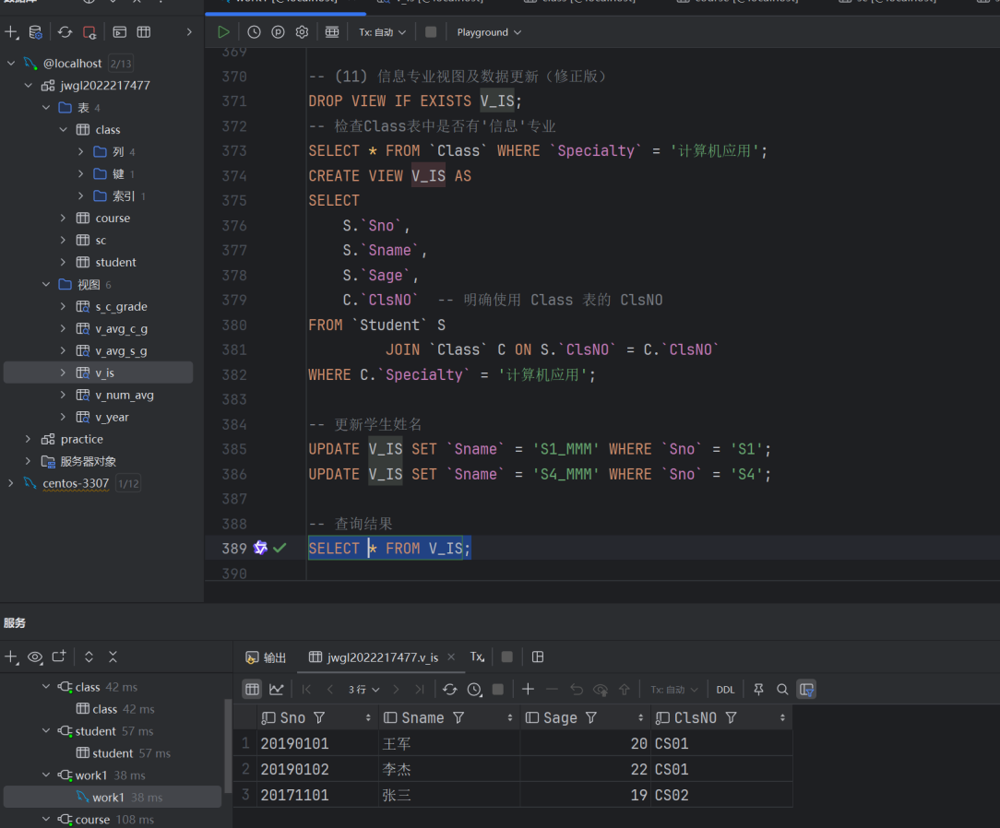 Tx: 自动 Playground
@localhost 2/13
jwgl2022217477
表 4
class
列 4
键 1
索引 1
course
sc
student
视图 6
s_c_grade
v_avg_c_g
v_avg_s_g
v_is
v_num_avg
v_year
practice
服务器对象
centos-3307 1/12
369
370 -- (11) 信息专业视图及数据更新（修正版）
371 DROP VIEW IF EXISTS V_IS;
372 -- 检查Class表中是否有'信息'专业
373 SELECT * FROM `Class` WHERE `Specialty` = '计算机应用';
374 CREATE VIEW V_IS AS
375 SELECT
376 S.`Sno`,
377 S.`Sname`,
378 S.`Sage`,
379 C.`ClsNO` -- 明确使用 Class 表的 ClsNO
380 FROM `Student` S
381 JOIN `Class` C ON S.`ClsNO` = C.`ClsNO`
382 WHERE C.`Specialty` = '计算机应用';
383
384 -- 更新学生姓名
385 UPDATE V_IS SET `Sname` = 'S1_MMM' WHERE `Sno` = 'S1';
386 UPDATE V_IS SET `Sname` = 'S4_MMM' WHERE `Sno` = 'S4';
387
388 -- 查询结果
389 SELECT * FROM V_IS;
390
服务
class 42 ms
class 42 ms
student 57 ms
student 57 ms
work1 38 ms
work1 38 ms
course 108 ms
输出 jwgl2022217477.v_is Tx
3 行 Tx: 自动 DDL
Sno Sname Sage ClsNO
1 20190101 王军 20 CS01
2 20190102 李杰 22 CS01
3 20171101 张三 19 CS02